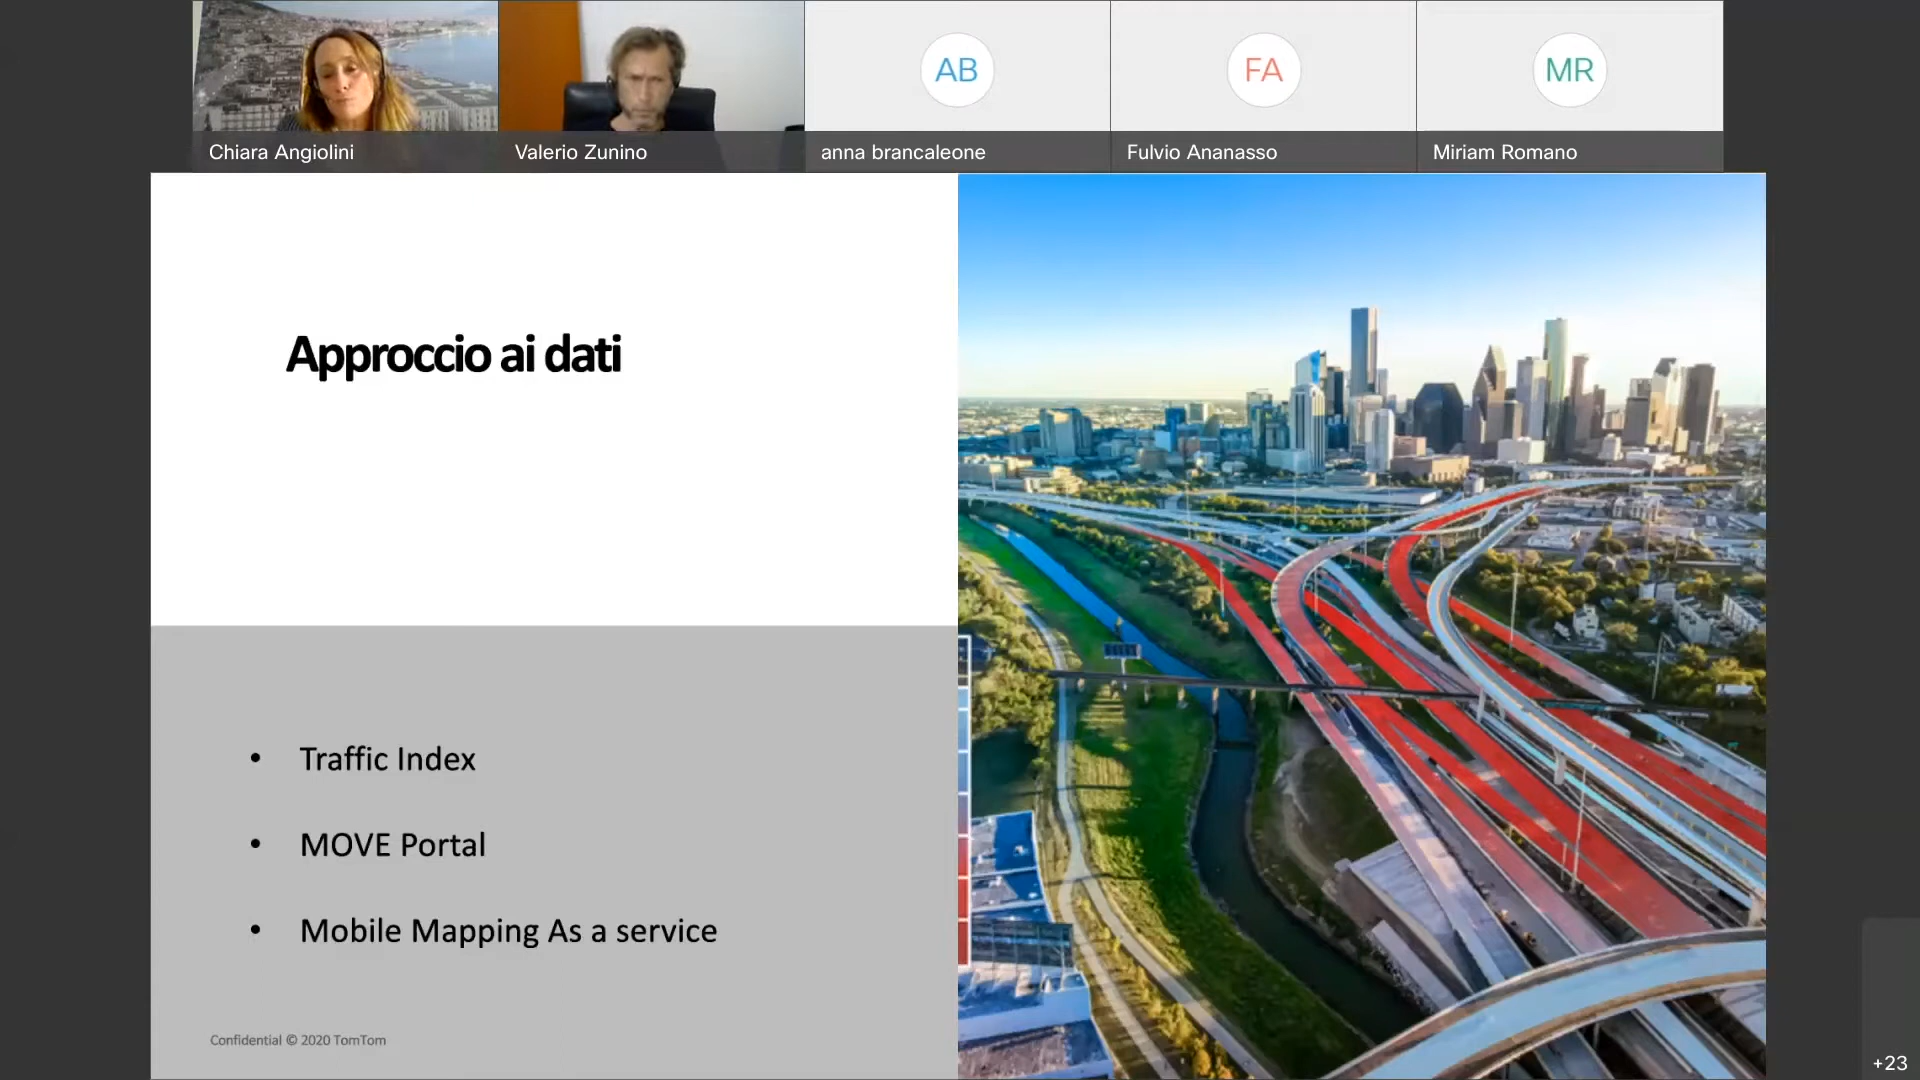 AB
FA
MR
Chiara Angiolini
Valerio Zunino
anna brancaleone
Fulvio Ananasso
Miriam Romano
Approccio ai dati
• Traffic Index
• MOVE Portal
• Mobile Mapping As a service
Confidential © 2020 TomTom
+23